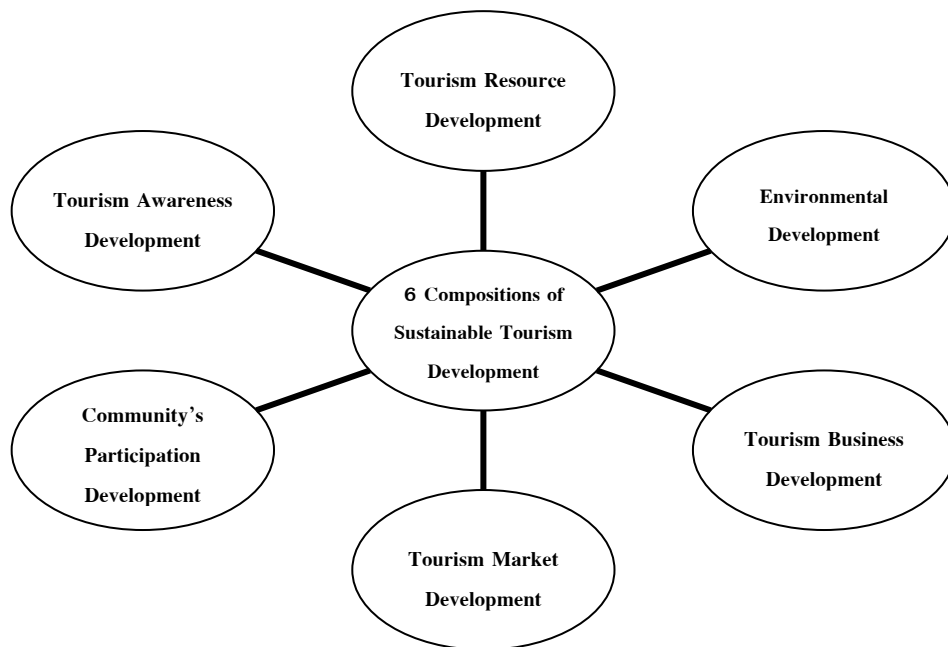 Tourism Resource
Development
Tourism Awareness
Development
Environmental
Development
6 Compositions of
Sustainable Tourism
Development
Community's
Participation
Development
Tourism Business
Development
Tourism Market
Development